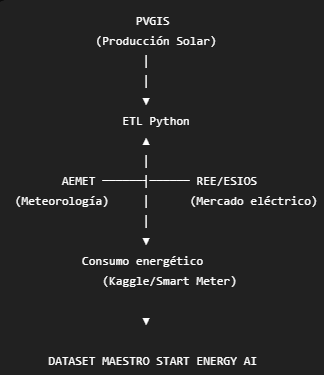 PVGIS
(Producción Solar)
ETL Python
AEMET REE/ESIOS
(Meteorología) (Mercado eléctrico)
Consumo energético
(Kaggle/Smart Meter)
DATASET MAESTRO START ENERGY AI